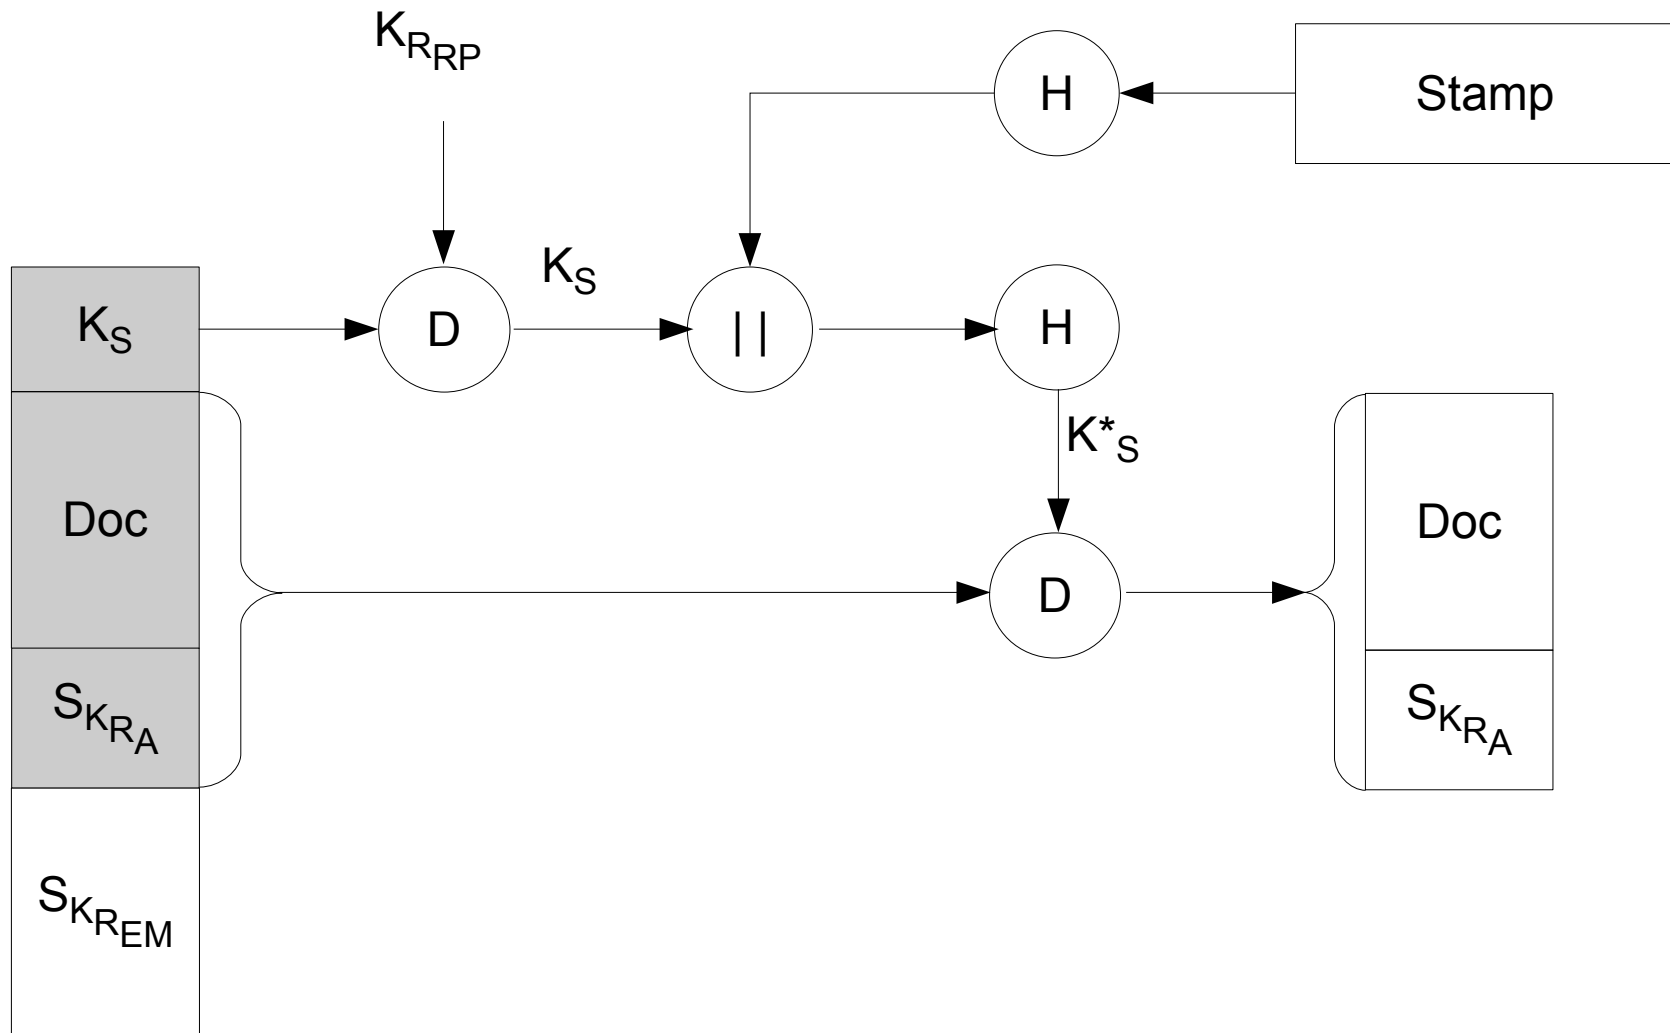 K_R_RP
H
Stamp
K_S
D
K_S
||
H
K*_S
Doc
D
Doc
S_K_R_A
S_K_R_A
S_K_R_EM